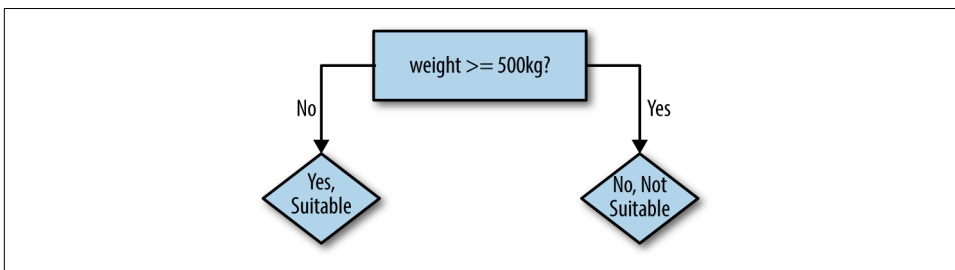 weight >= 500kg?
No
Yes
Yes,
Suitable
No, Not
Suitable